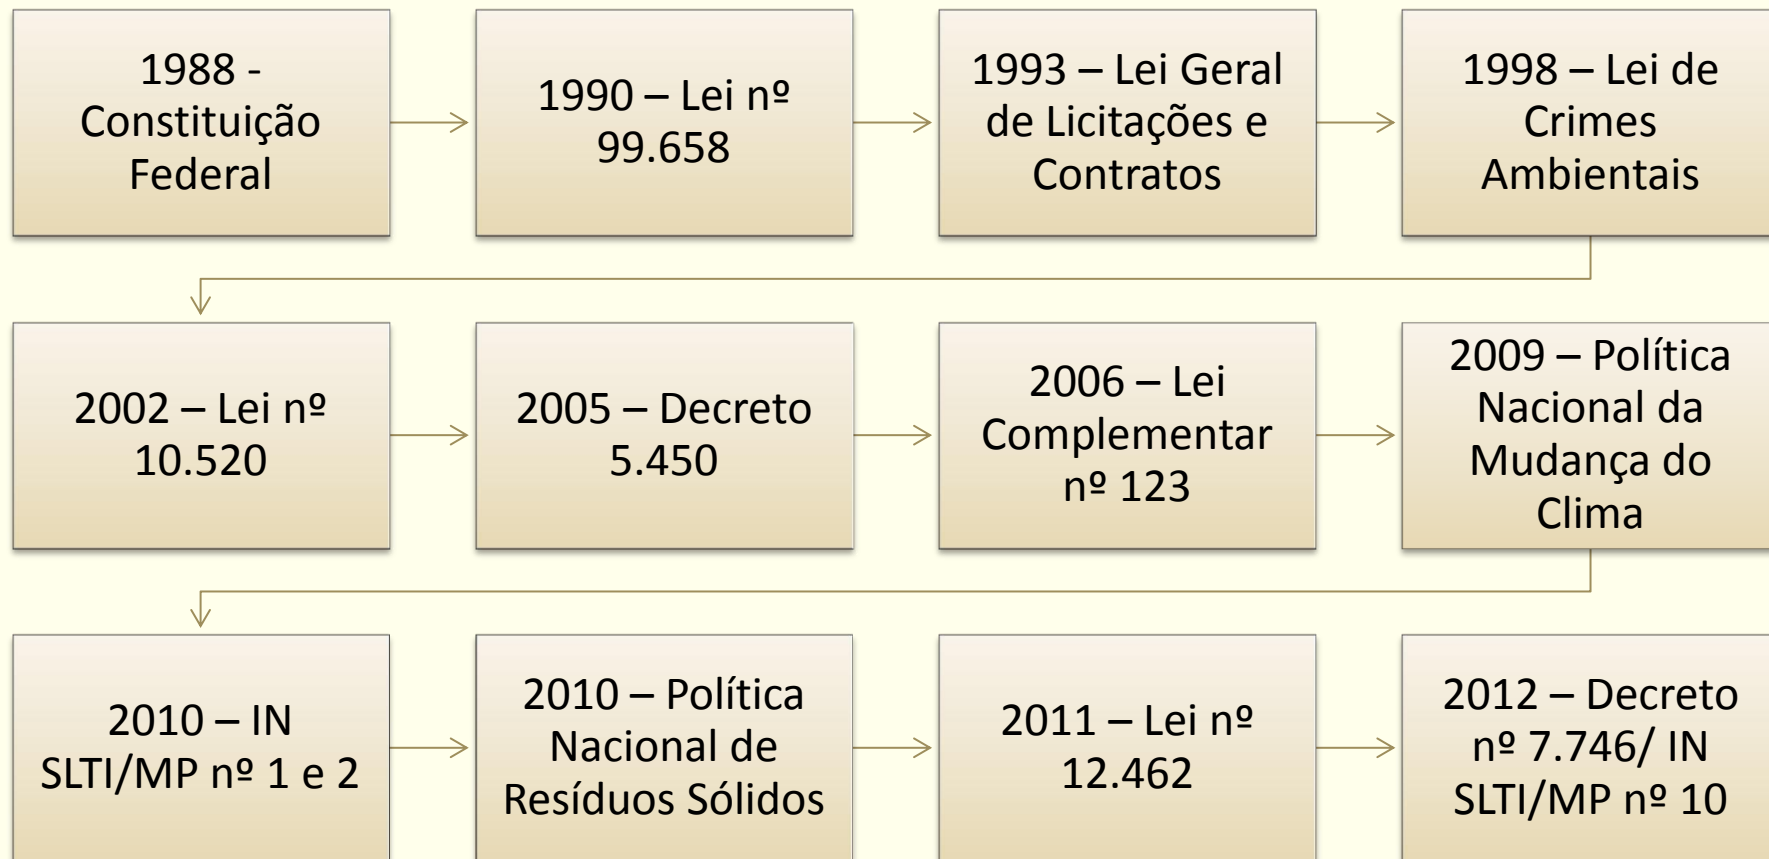 1988 -
Constituição
Federal
1990 – Lei nº
99.658
1993 – Lei Geral
de Licitações e
Contratos
1998 – Lei de
Crimes
Ambientais
2002 – Lei nº
10.520
2005 – Decreto
5.450
2006 – Lei
Complementar
nº 123
2009 – Política
Nacional da
Mudança do
Clima
2010 – IN
SLTI/MP nº 1 e 2
2010 – Política
Nacional de
Resíduos Sólidos
2011 – Lei nº
12.462
2012 – Decreto
nº 7.746/ IN
SLTI/MP nº 10